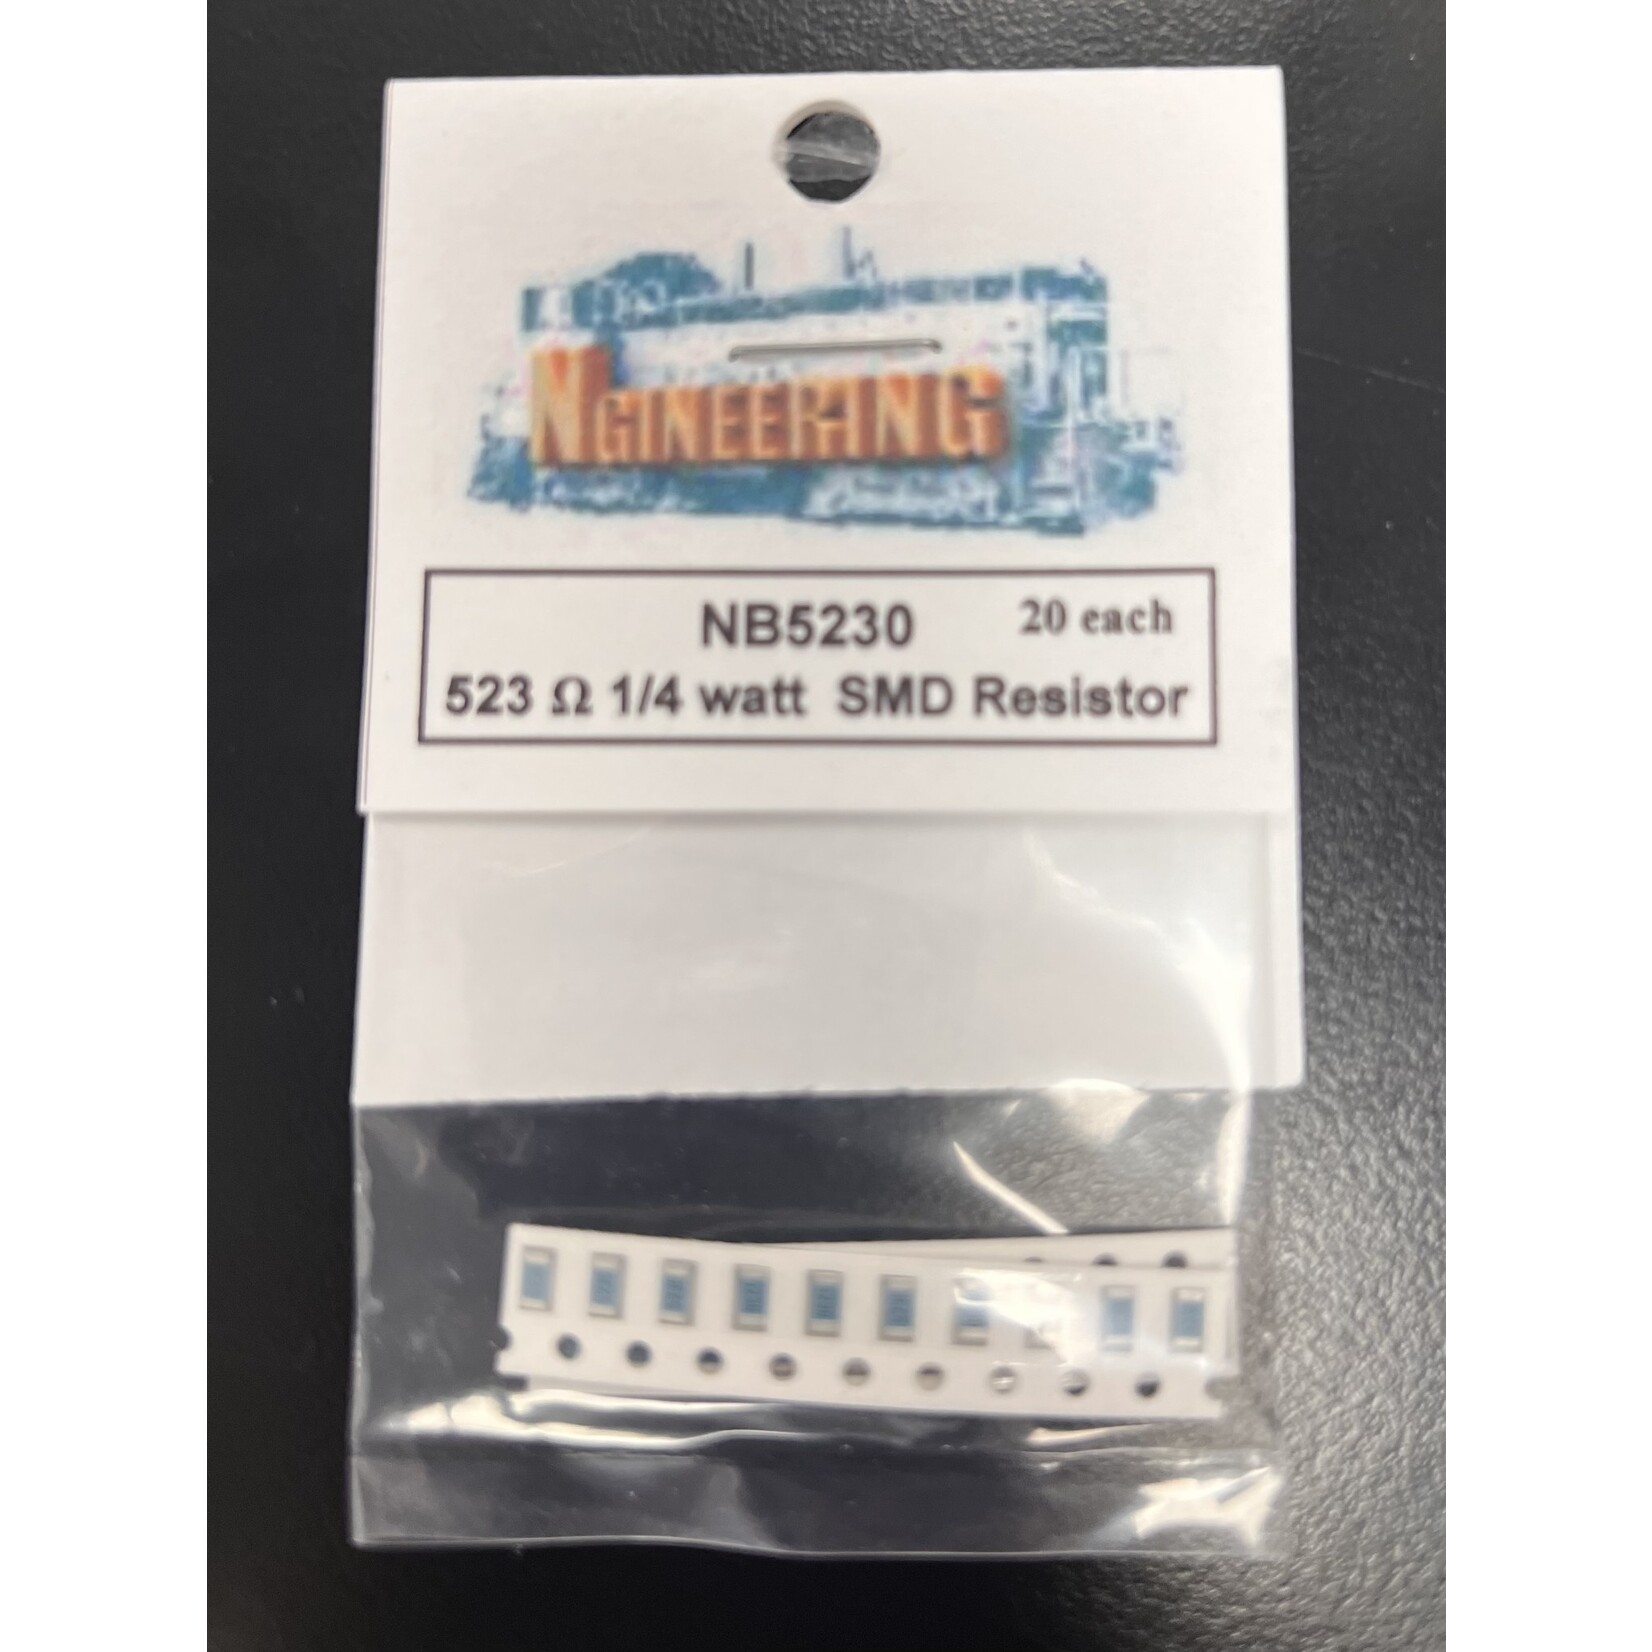 NGINEERING
NB5230 20 each
523 Ω 1/4 watt SMD Resistor